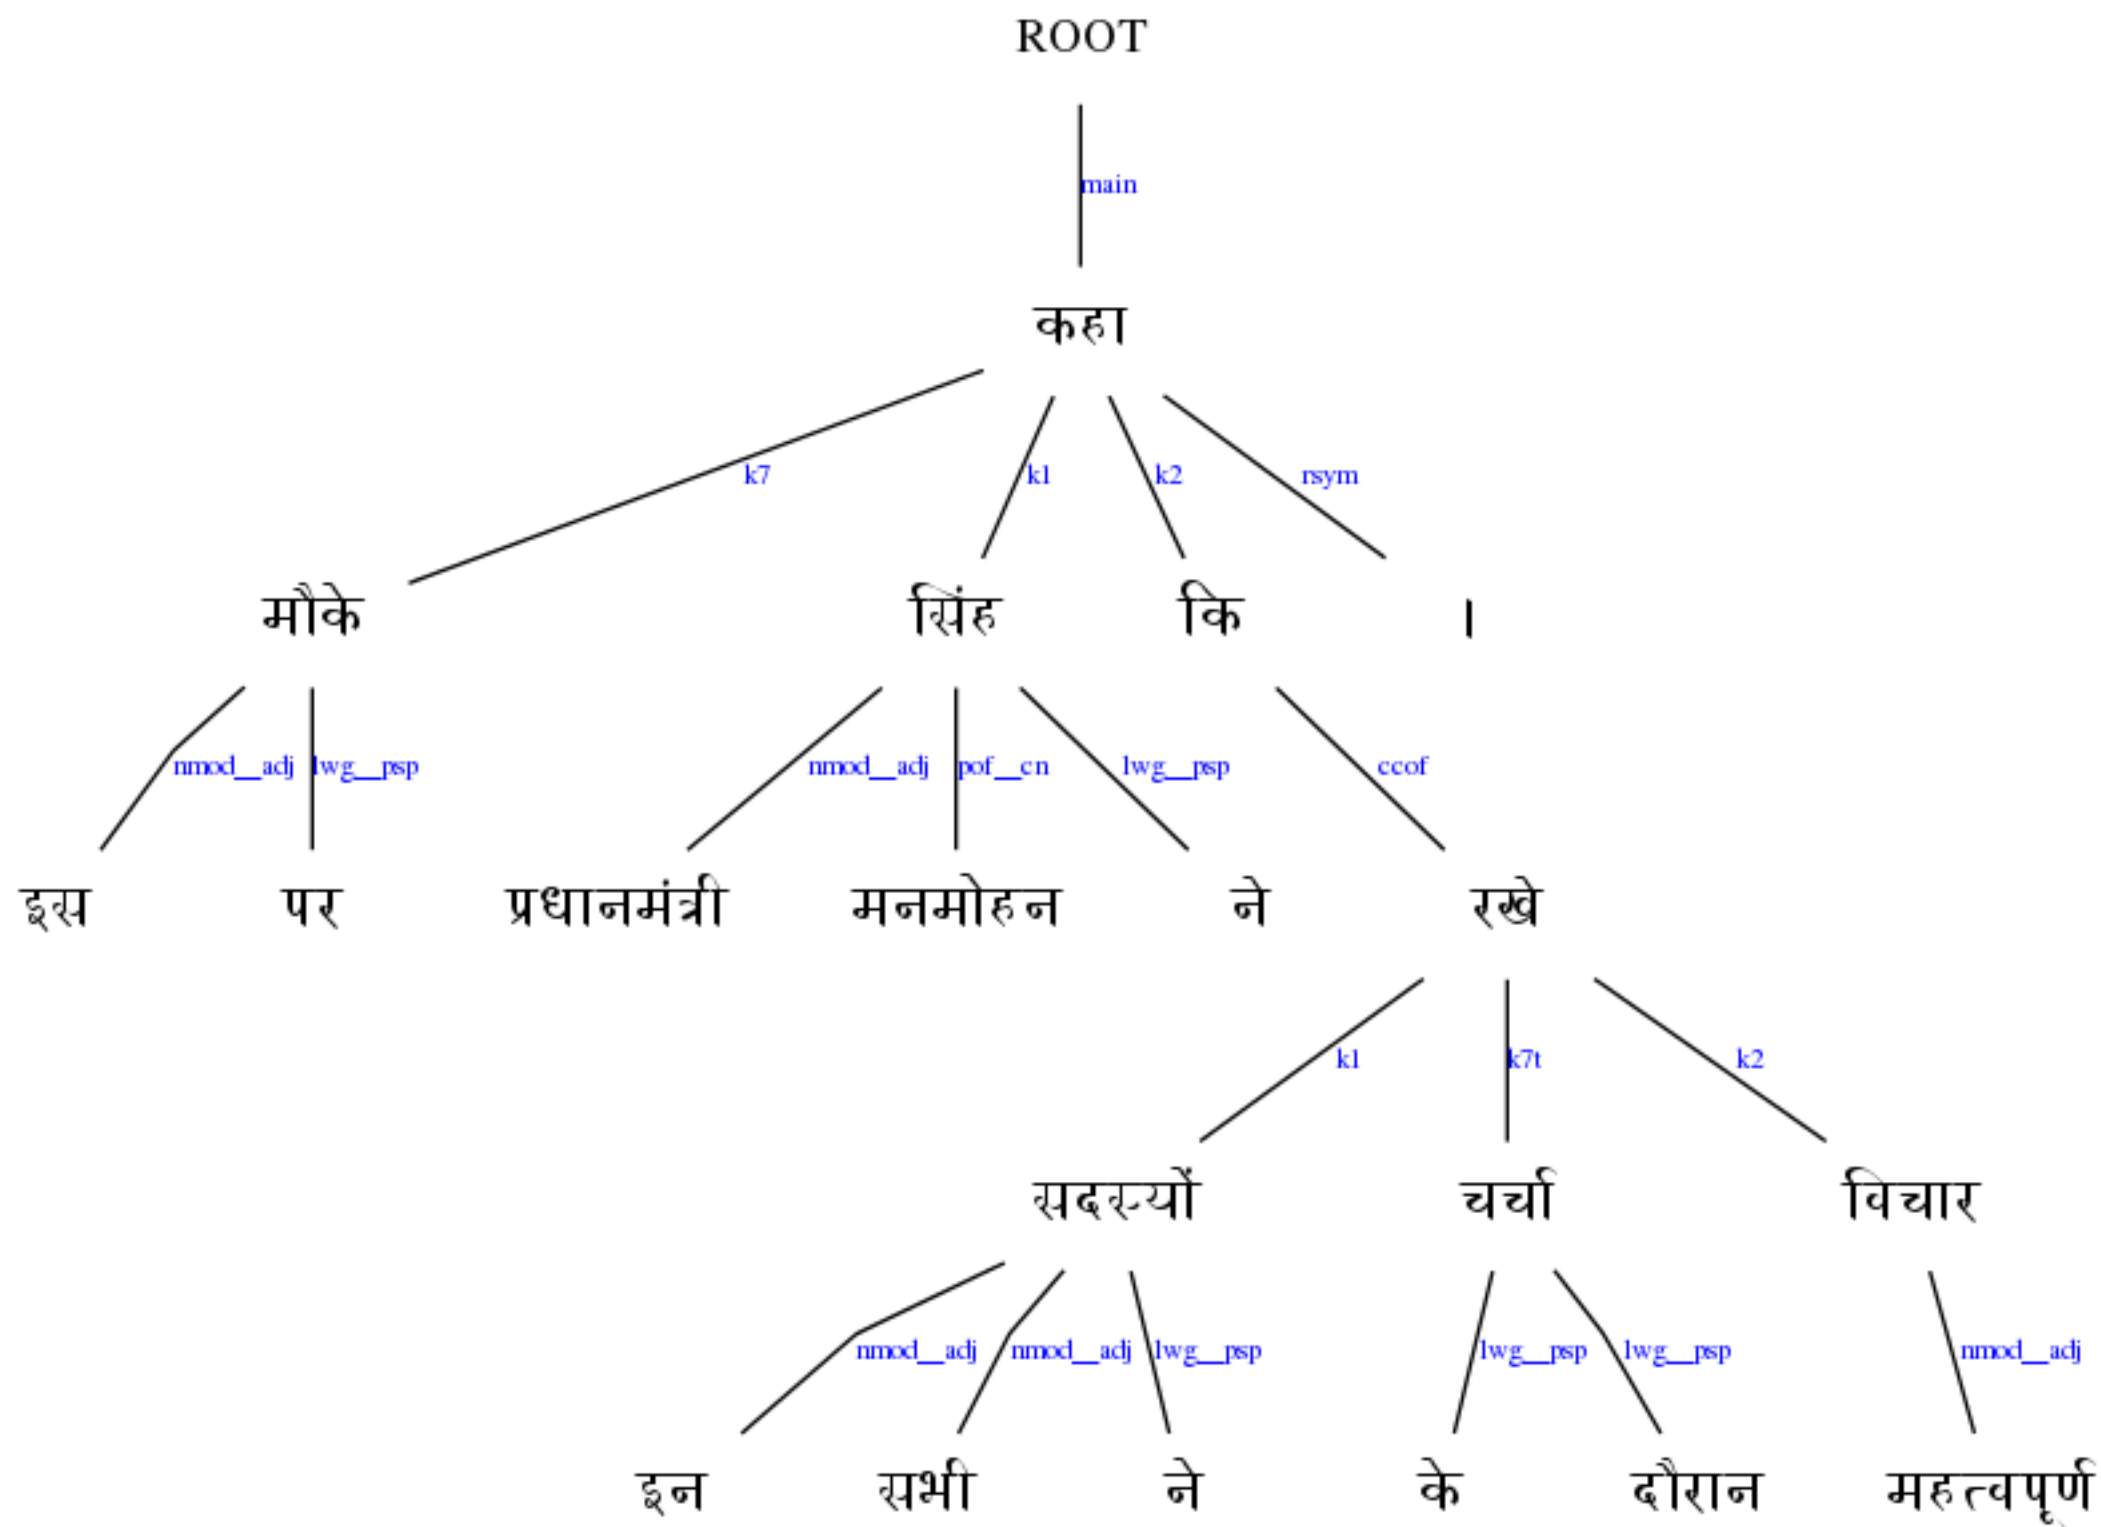 ROOT
main
कहा
k7 k1 k2 rsym
मौके सिंह कि ।
nmod__adj lwg__psp nmod__adj pof__cn lwg__psp ccof
इस पर प्रधानमंत्री मनमोहन ने रखे
k1 k7t k2
सदस्यों चर्चा विचार
nmod__adj nmod__adj lwg__psp lwg__psp lwg__psp nmod__adj
इन सभी ने के दौरान महत्वपूर्ण